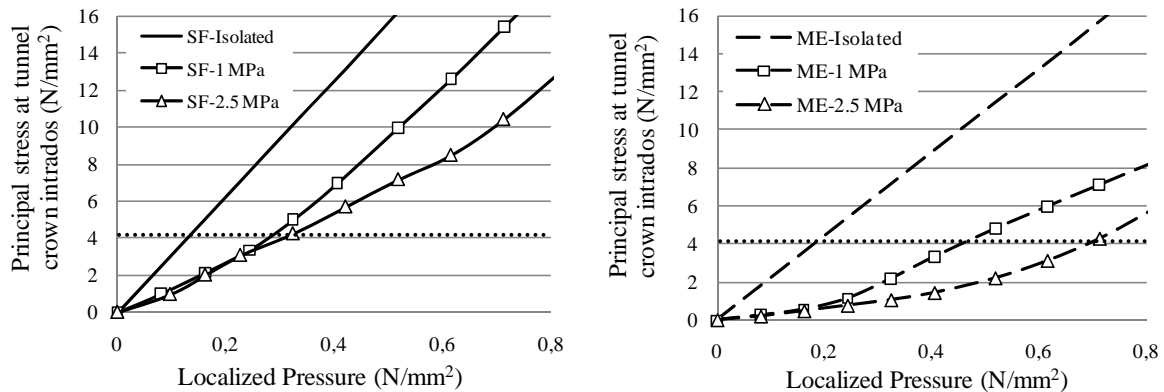 Principal stress at tunnel
crown intrados (N/mm²)
16
14
12
10
8
6
4
2
0
SF-Isolated
SF-1 MPa
SF-2.5 MPa
0
0,2
0,4
0,6
0,8
Localized Pressure (N/mm²)
Principal stress at tunnel
crown intrados (N/mm²)
16
14
12
10
8
6
4
2
0
ME-Isolated
ME-1 MPa
ME-2.5 MPa
0
0,2
0,4
0,6
0,8
Localized Pressure (N/mm²)